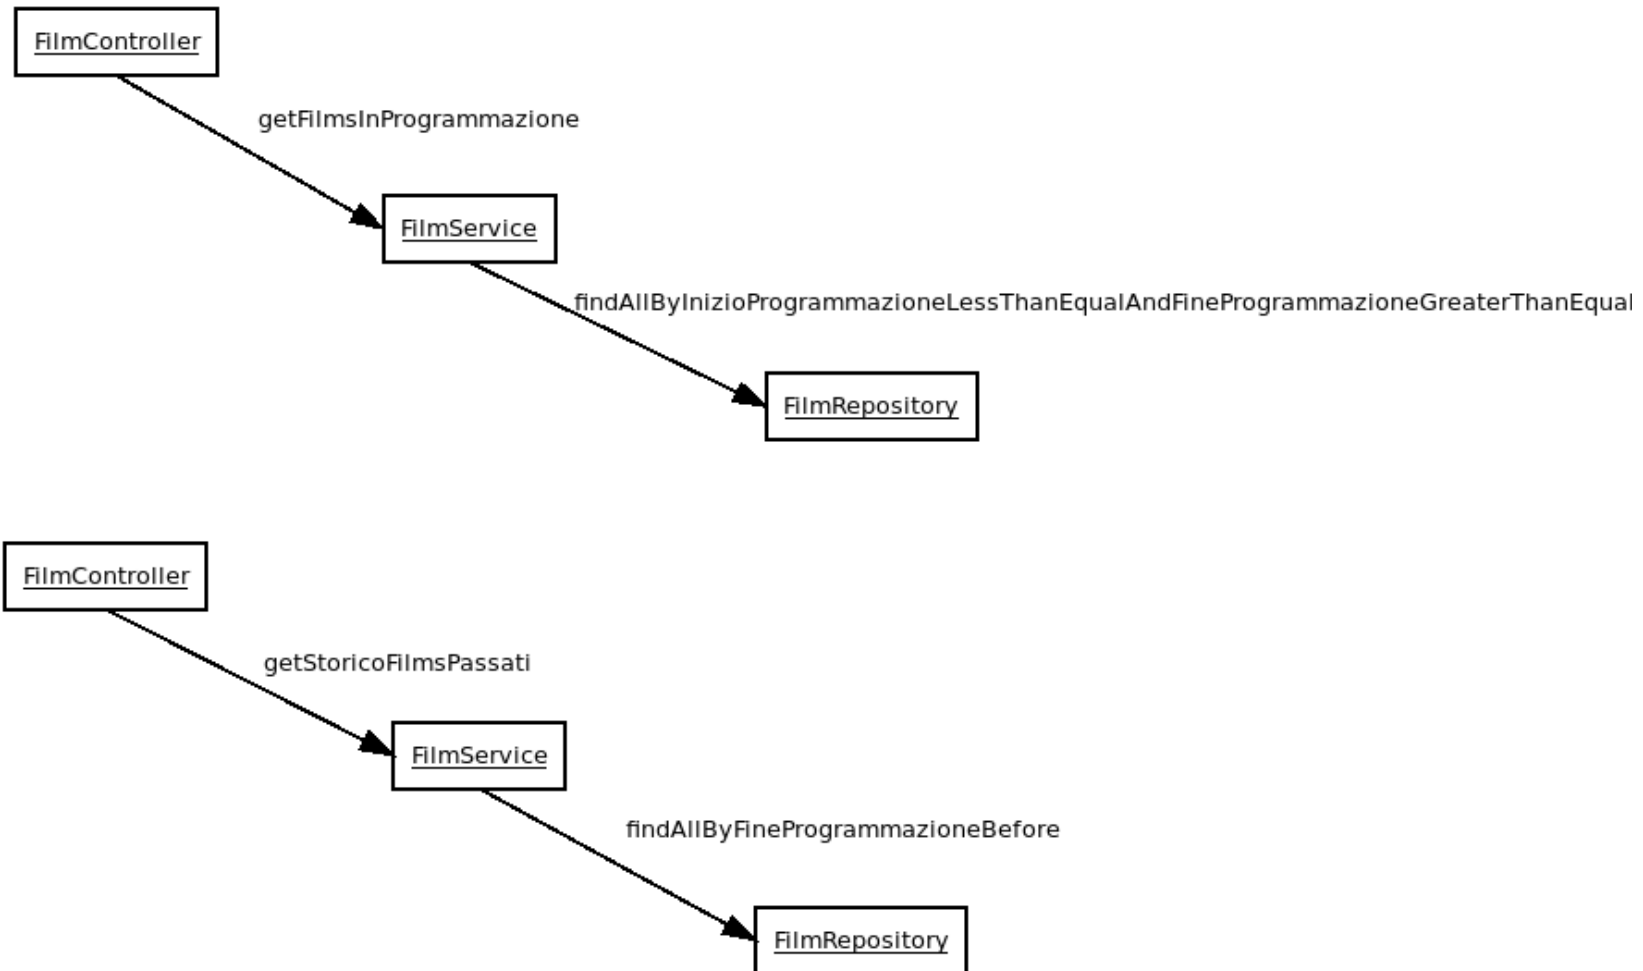 FilmController
getFilmsInProgrammazione
FilmService
findAllByInizioProgrammazioneLessThanEqualAndFineProgrammazioneGreaterThanEqual
FilmRepository
FilmController
getStoricoFilmsPassati
FilmService
findAllByFineProgrammazioneBefore
FilmRepository